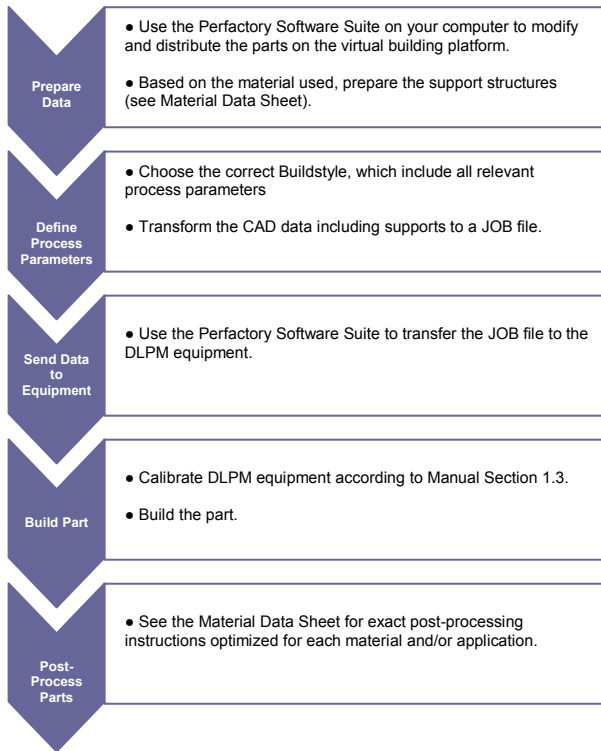 Prepare
Data
● Use the Perfactory Software Suite on your computer to modify
and distribute the parts on the virtual building platform.
● Based on the material used, prepare the support structures
(see Material Data Sheet).
Define
Process
Parameters
● Choose the correct Buildstyle, which include all relevant
process parameters
● Transform the CAD data including supports to a JOB file.
Send Data
to
Equipment
● Use the Perfactory Software Suite to transfer the JOB file to the
DLPM equipment.
Build Part
● Calibrate DLPM equipment according to Manual Section 1.3.
● Build the part.
Post-
Process
Parts
● See the Material Data Sheet for exact post-processing
instructions optimized for each material and/or application.